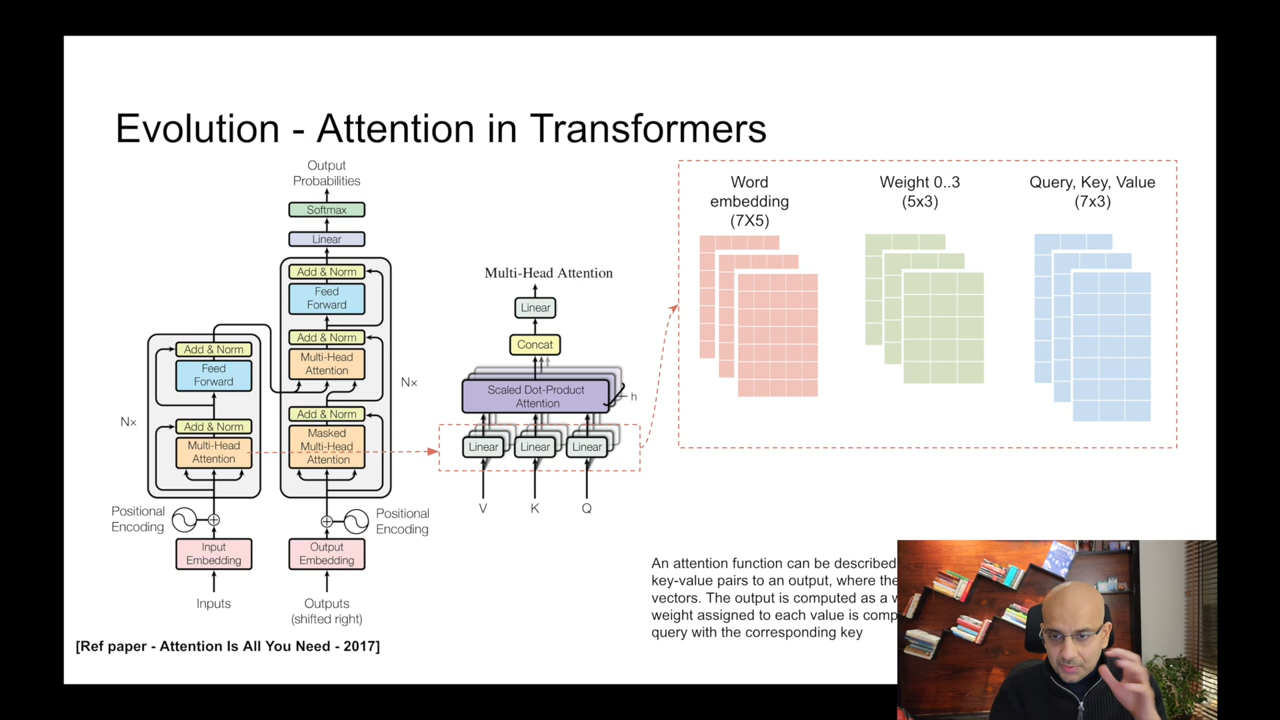 Evolution - Attention in Transformers
Output
Probabilities
Softmax
Linear
Add & Norm
Feed
Forward
Add & Norm
Multi-Head
Attention
Add & Norm
Masked
Multi-Head
Attention
N×
Add & Norm
Feed
Forward
Add & Norm
Multi-Head
Attention
N×
Positional
Encoding
Positional
Encoding
Input
Embedding
Output
Embedding
Inputs
Outputs
(shifted right)
[Ref paper - Attention Is All You Need - 2017]
Multi-Head Attention
Linear
Concat
Scaled Dot-Product
Attention
h
Linear
Linear
Linear
V
K
Q
Word
embedding
(7X5)
Weight 0..3
(5x3)
Query, Key, Value
(7x3)
An attention function can be described
key-value pairs to an output, where the
vectors. The output is computed as a
weight assigned to each value is comp
query with the corresponding key